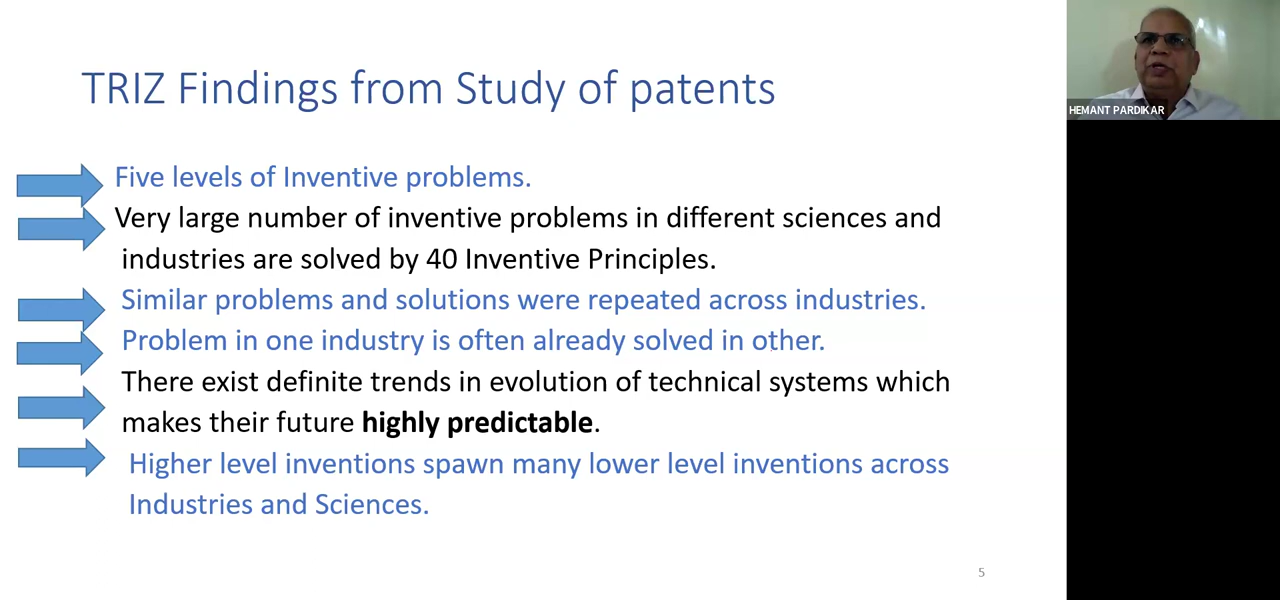 TRIZ Findings from Study of patents
Five levels of Inventive problems.
Very large number of inventive problems in different sciences and
industries are solved by 40 Inventive Principles.
Similar problems and solutions were repeated across industries.
Problem in one industry is often already solved in other.
There exist definite trends in evolution of technical systems which
makes their future highly predictable.
Higher level inventions spawn many lower level inventions across
Industries and Sciences.
5
HEMANT PARDIKAR